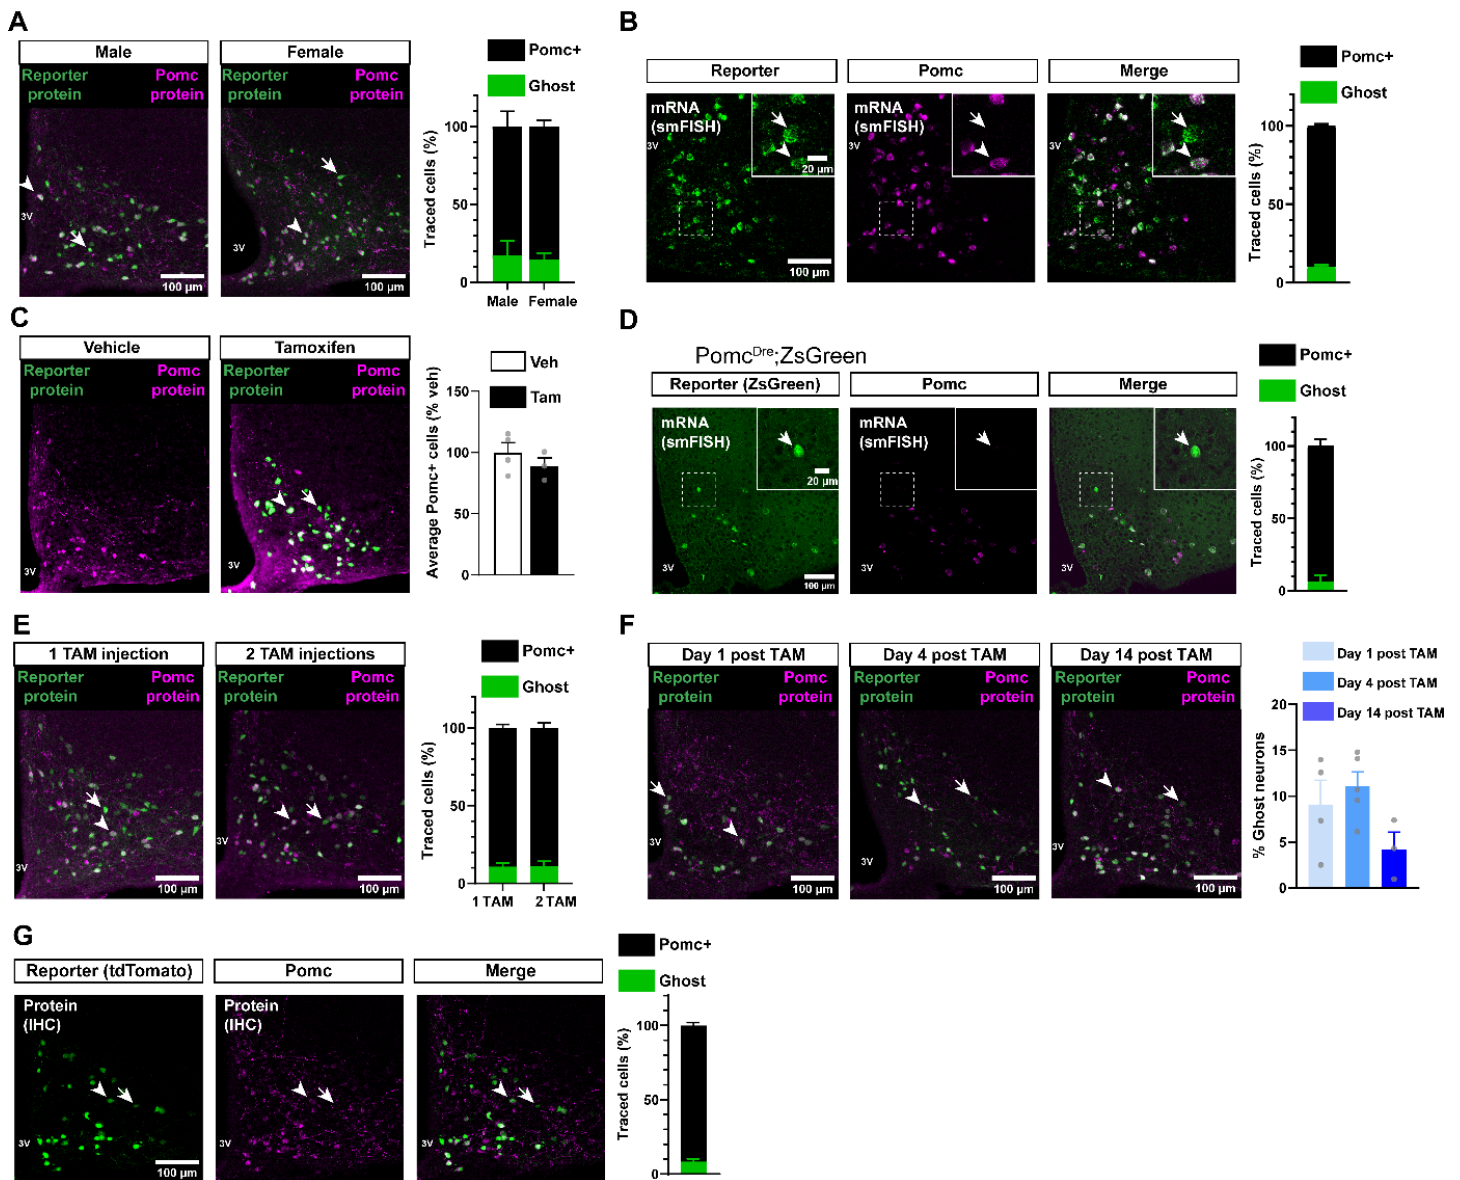 A
Male
Female
Reporter
protein
Pomc
protein
Reporter
protein
Pomc
protein
3V
100 µm
3V
100 µm
Pomc+
Ghost
Traced cells (%)
100
50
0
Male
Female
B
Reporter
Pomc
Merge
mRNA
(smFISH)
3V
20 µm
100 µm
mRNA
(smFISH)
Pomc+
Ghost
Traced cells (%)
100
50
0
C
Vehicle
Tamoxifen
Reporter
protein
Pomc
protein
Reporter
protein
Pomc
protein
3V
3V
100 µm
Veh
Tam
Average Pomc+ cells (% veh)
150
100
50
0
D
Pomc^Dre;ZsGreen
Reporter (ZsGreen)
Pomc
Merge
mRNA
(smFISH)
20 µm
3V
100 µm
mRNA
(smFISH)
3V
3V
Pomc+
Ghost
Traced cells (%)
100
50
0
E
1 TAM injection
2 TAM injections
Reporter
protein
Pomc
protein
Reporter
protein
Pomc
protein
3V
100 µm
3V
100 µm
Pomc+
Ghost
Traced cells (%)
100
50
0
1 TAM
2 TAM
F
Day 1 post TAM
Day 4 post TAM
Day 14 post TAM
Reporter
protein
Pomc
protein
Reporter
protein
Pomc
protein
Reporter
protein
Pomc
protein
3V
100 µm
3V
100 µm
3V
100 µm
Day 1 post TAM
Day 4 post TAM
Day 14 post TAM
% Ghost neurons
20
15
10
5
0
G
Reporter (tdTomato)
Pomc
Merge
Protein
(IHC)
3V
100 µm
Protein
(IHC)
3V
3V
Pomc+
Ghost
Traced cells (%)
100
50
0